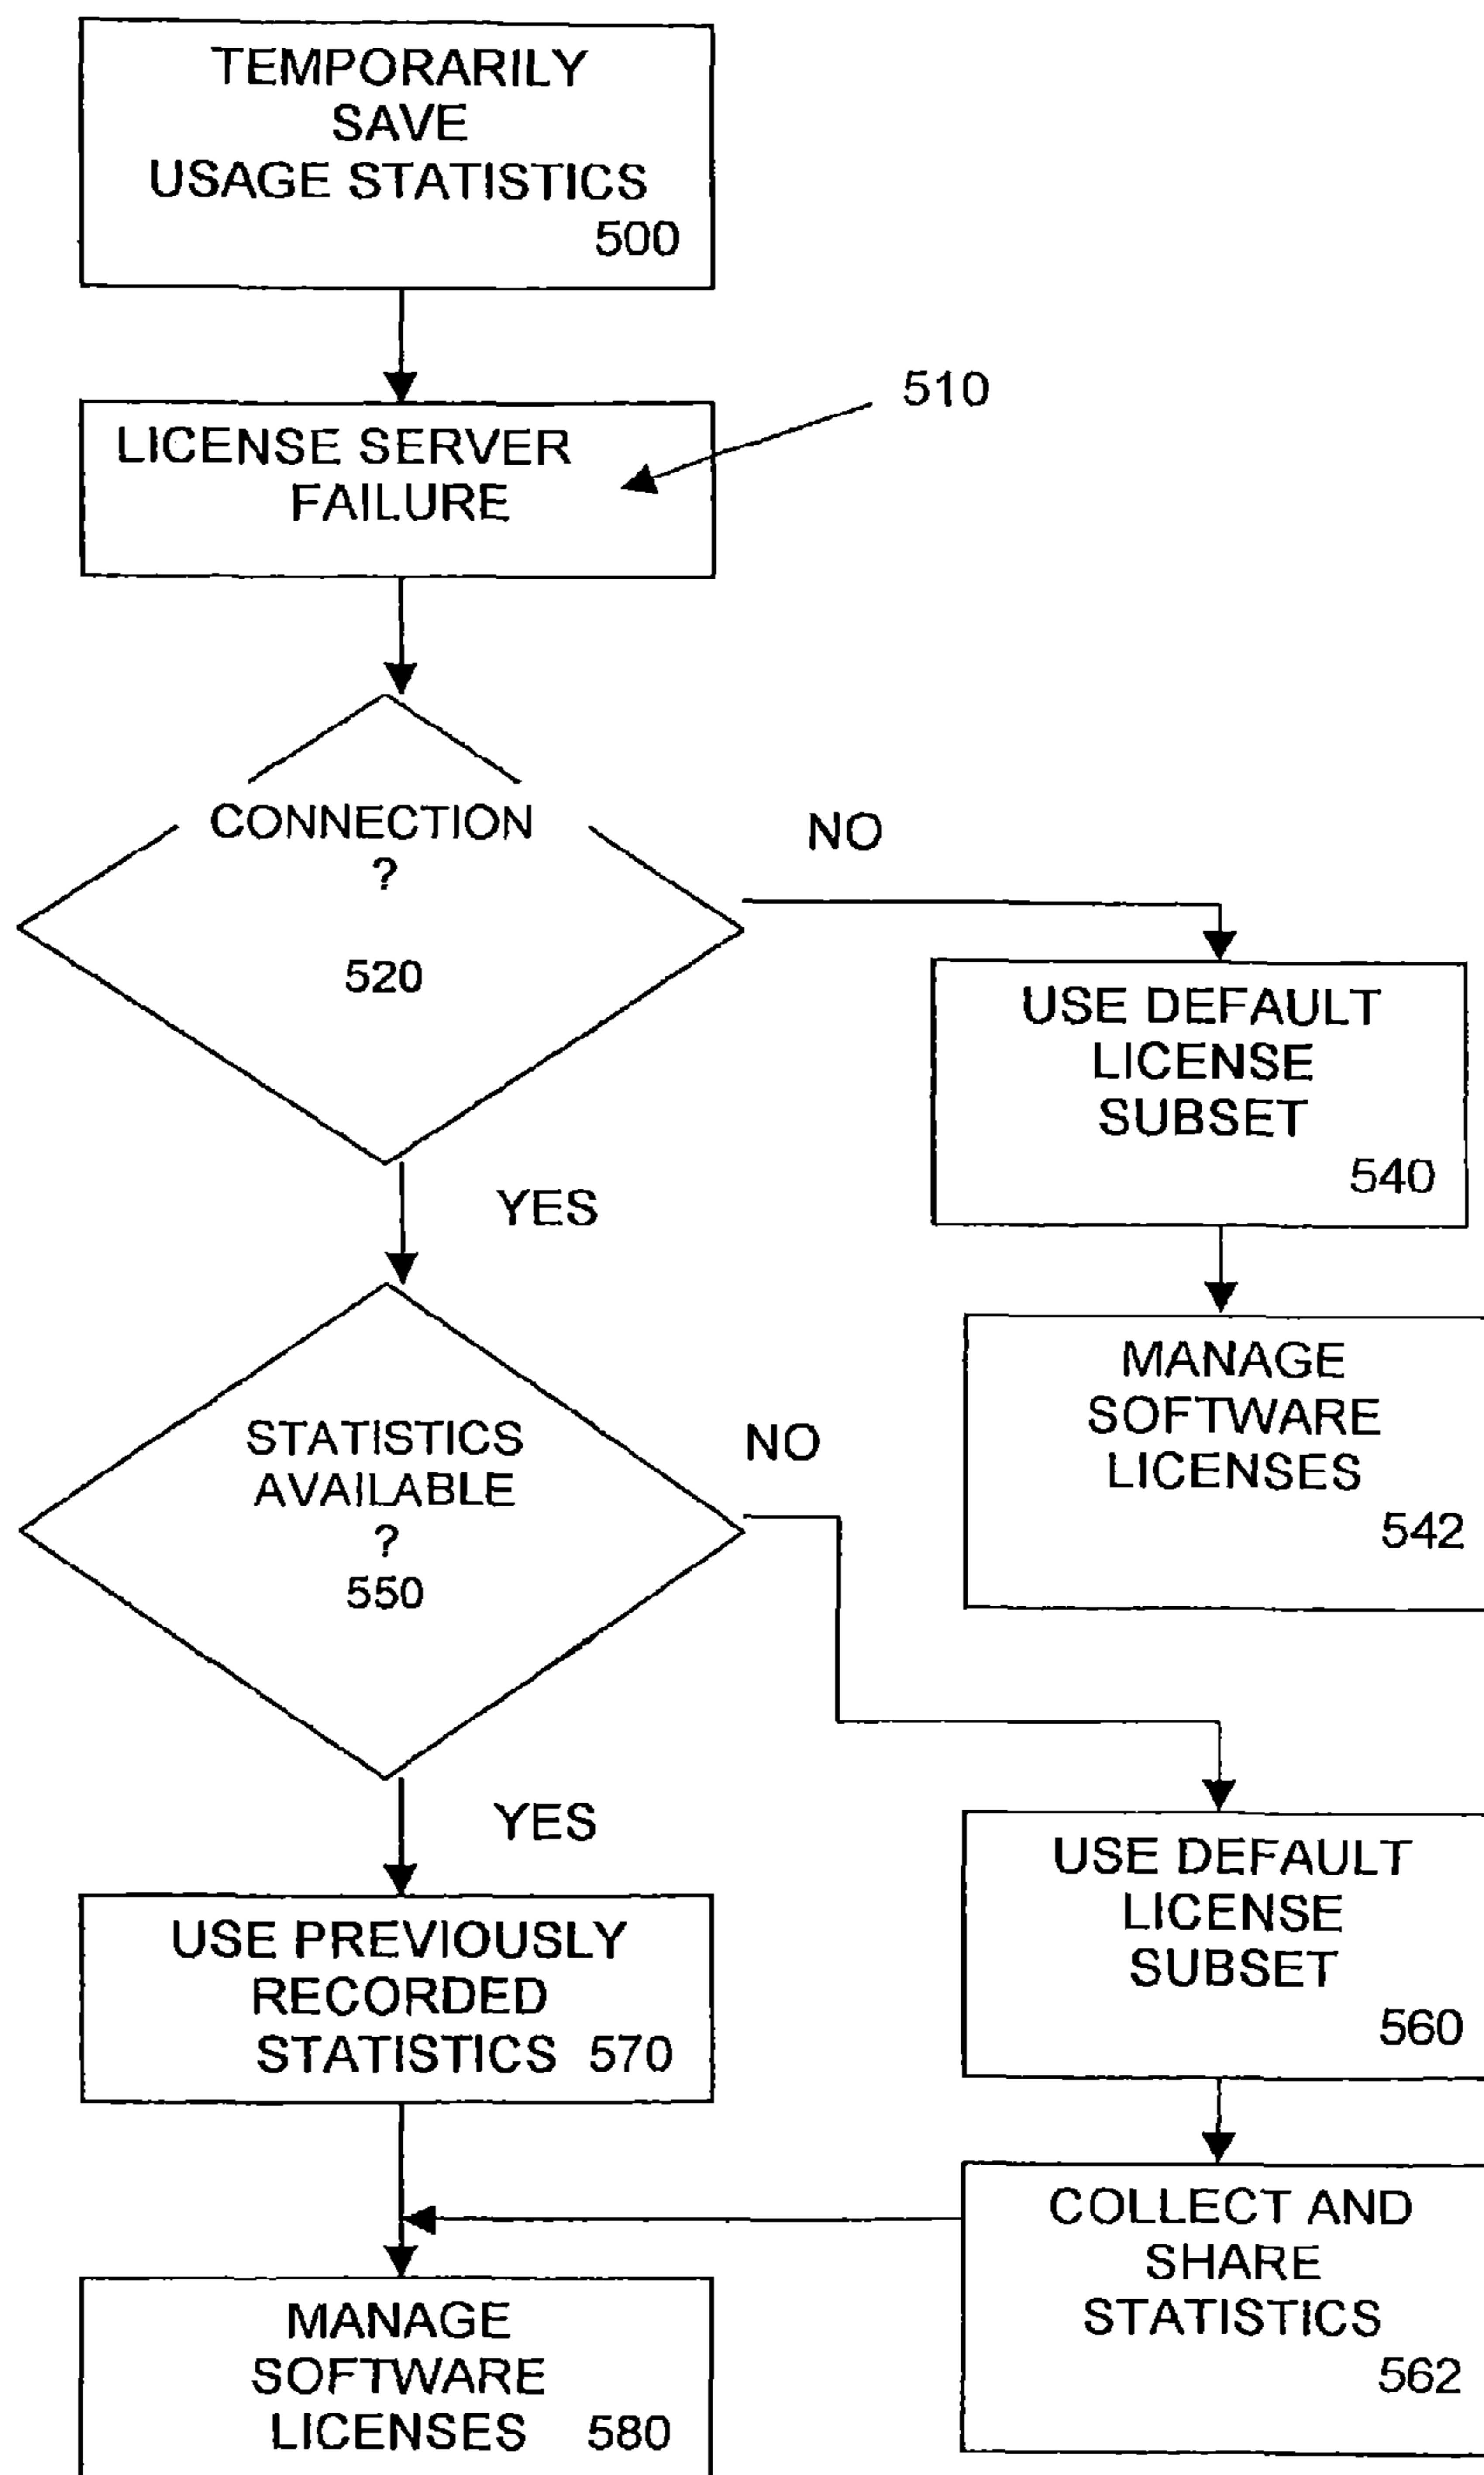 TEMPORARILY
SAVE
USAGE STATISTICS
500
510
LICENSE SERVER
FAILURE
CONNECTION
?
520
NO
USE DEFAULT
LICENSE
SUBSET
540
YES
MANAGE
SOFTWARE
LICENSES
542
STATISTICS
AVAILABLE
?
550
NO
YES
USE DEFAULT
LICENSE
SUBSET
560
USE PREVIOUSLY
RECORDED
STATISTICS 570
COLLECT AND
SHARE
STATISTICS
562
MANAGE
SOFTWARE
LICENSES 580